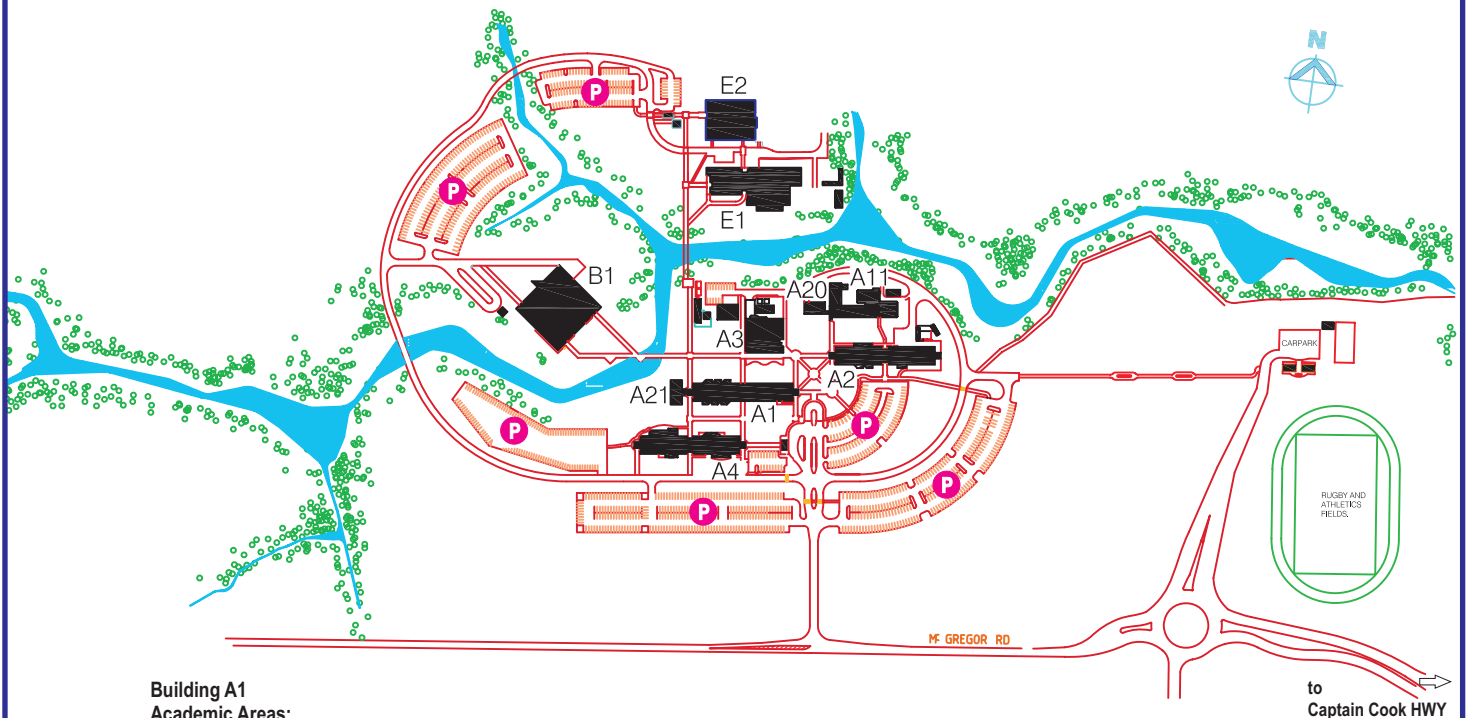 N
P
E2
P
E1
B1
A20
A11
A3
CARPARK
A2
A21
A1
P
P
A4
P
P
RUGBY AND
ATHLETICS
FIELDS.
Mc GREGOR RD
Building A1
Academic Areas:
to
Captain Cook HWY